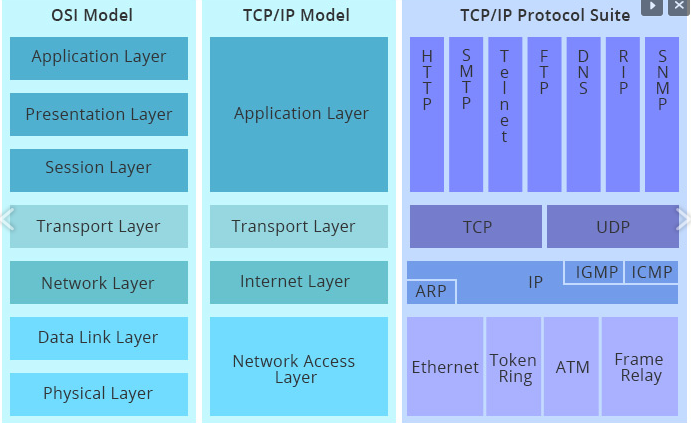 OSI Model
Application Layer
Presentation Layer
Session Layer
Transport Layer
Network Layer
Data Link Layer
Physical Layer
TCP/IP Model
Application Layer
Transport Layer
Internet Layer
Network Access
Layer
TCP/IP Protocol Suite
HTTP
SMTP
Telnet
FTP
DNS
RIP
SNMP
TCP
UDP
ARP
IP
IGMP
ICMP
Ethernet
Token
Ring
ATM
Frame
Relay